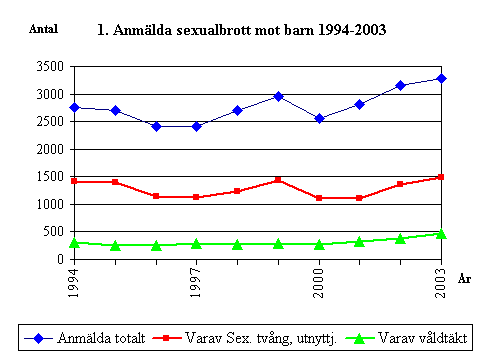 Antal
1. Anmälda sexualbrott mot barn 1994-2003
3500
3000
2500
2000
1500
1000
500
0
1994
1997
2000
2003
År
Anmälda totalt
Varav Sex. tvång, utnyttj.
Varav våldtäkt